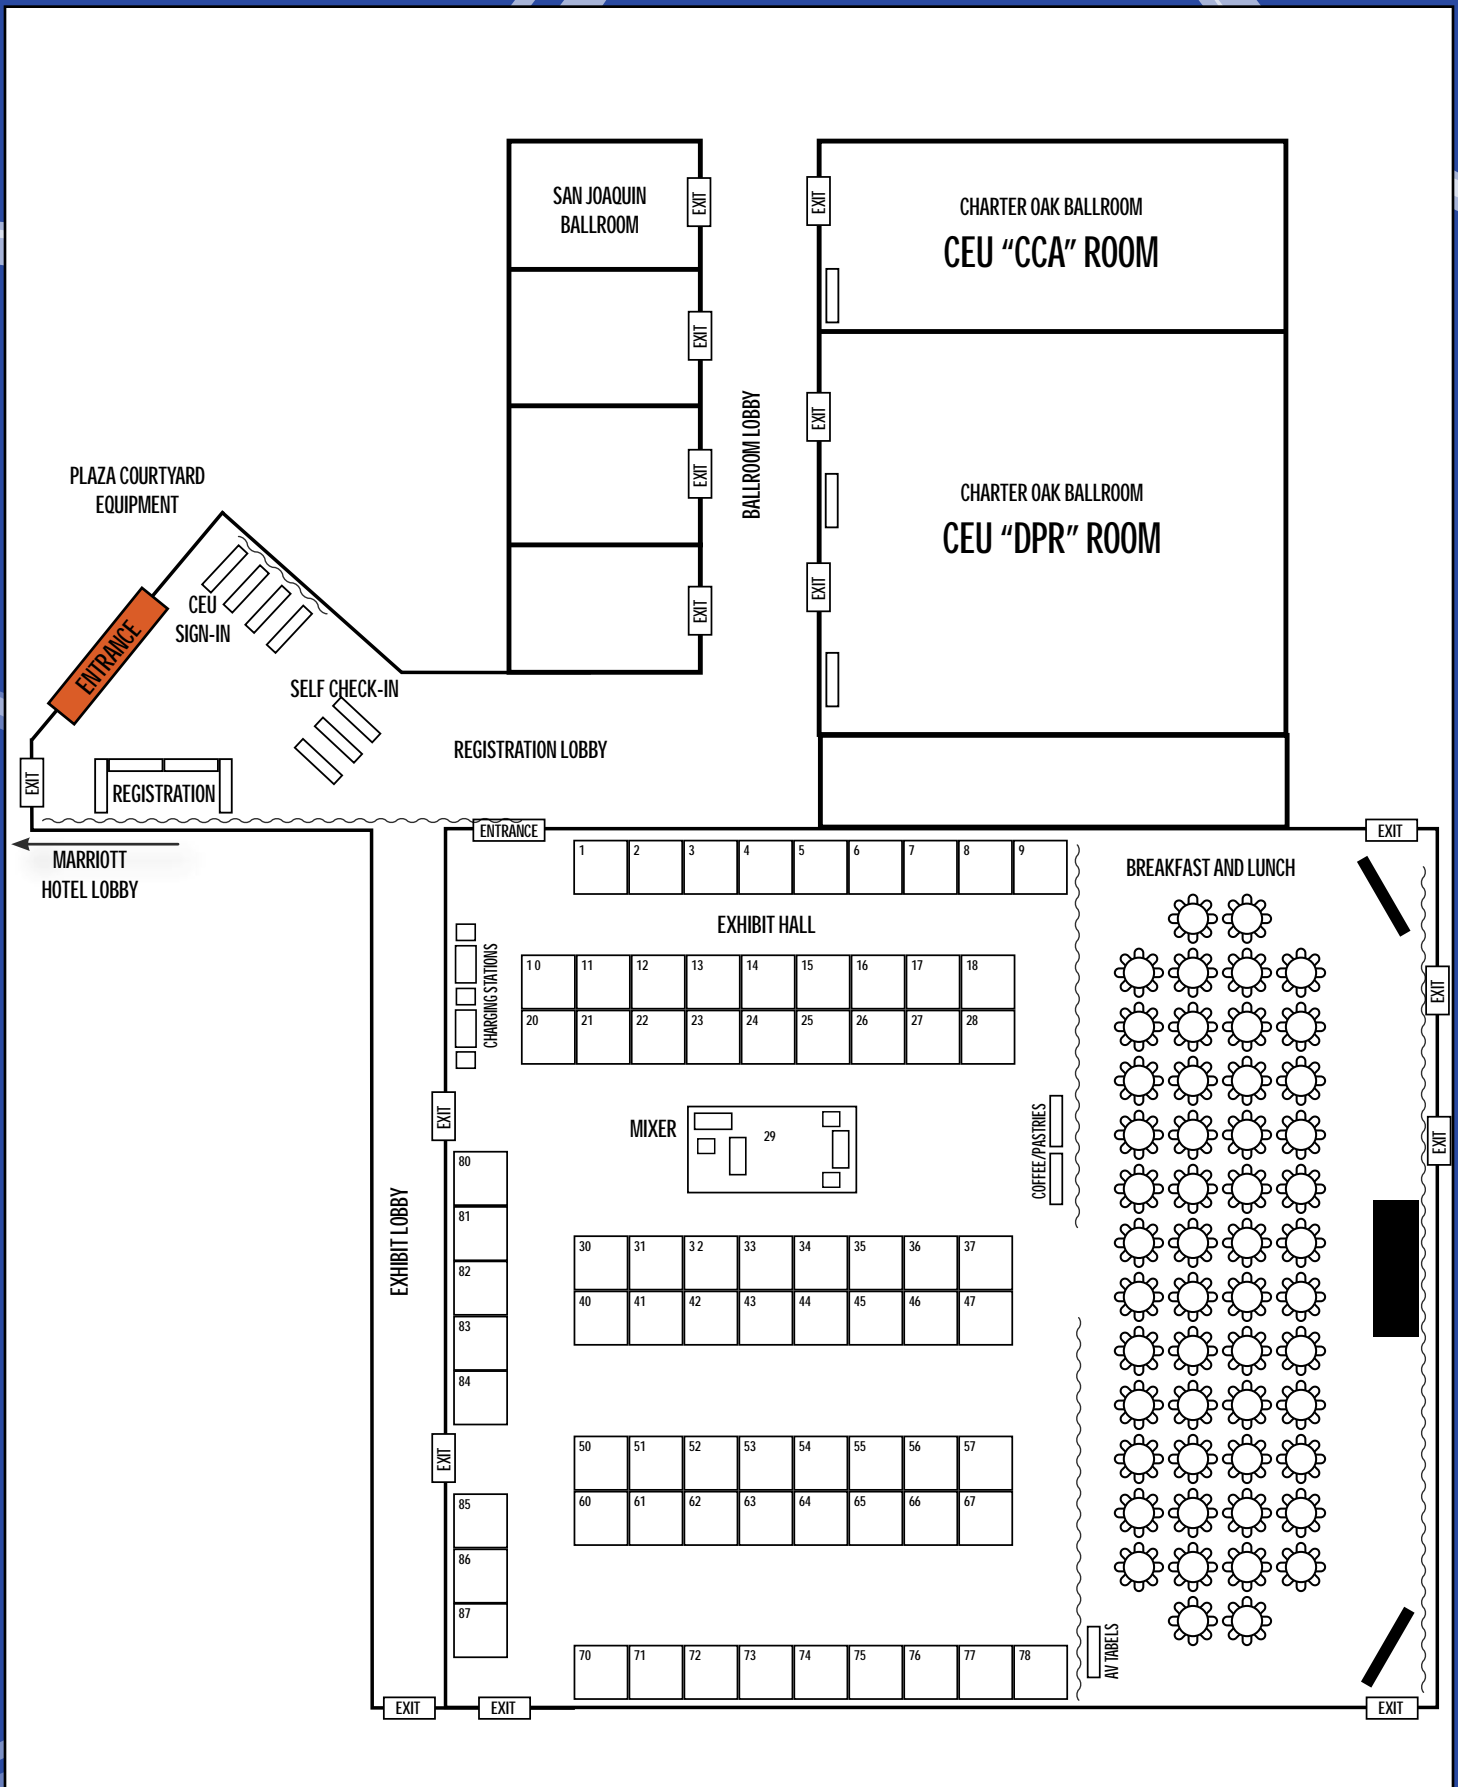 SAN JOAQUIN
BALLROOM
EXIT
EXIT
EXIT
EXIT
BALLROOM LOBBY
EXIT
CHARTER OAK BALLROOM
CEU “CCA” ROOM
EXIT
CHARTER OAK BALLROOM
CEU “DPR” ROOM
EXIT
PLAZA COURTYARD
EQUIPMENT
ENTRANCE
CEU
SIGN-IN
SELF CHECK-IN
REGISTRATION LOBBY
EXIT
REGISTRATION
MARRIOTT
HOTEL LOBBY
ENTRANCE
EXIT
1 2 3 4 5 6 7 8 9
BREAKFAST AND LUNCH
EXHIBIT HALL
CHARGING STATIONS
10 11 12 13 14 15 16 17 18
20 21 22 23 24 25 26 27 28
EXIT
EXIT
EXIT
MIXER
29
COFFEE/PASTRIES
EXHIBIT LOBBY
80
81
82
83
84
30 31 32 33 34 35 36 37
40 41 42 43 44 45 46 47
EXIT
50 51 52 53 54 55 56 57
60 61 62 63 64 65 66 67
85
86
87
70 71 72 73 74 75 76 77 78
AV TABELS
EXIT
EXIT
EXIT